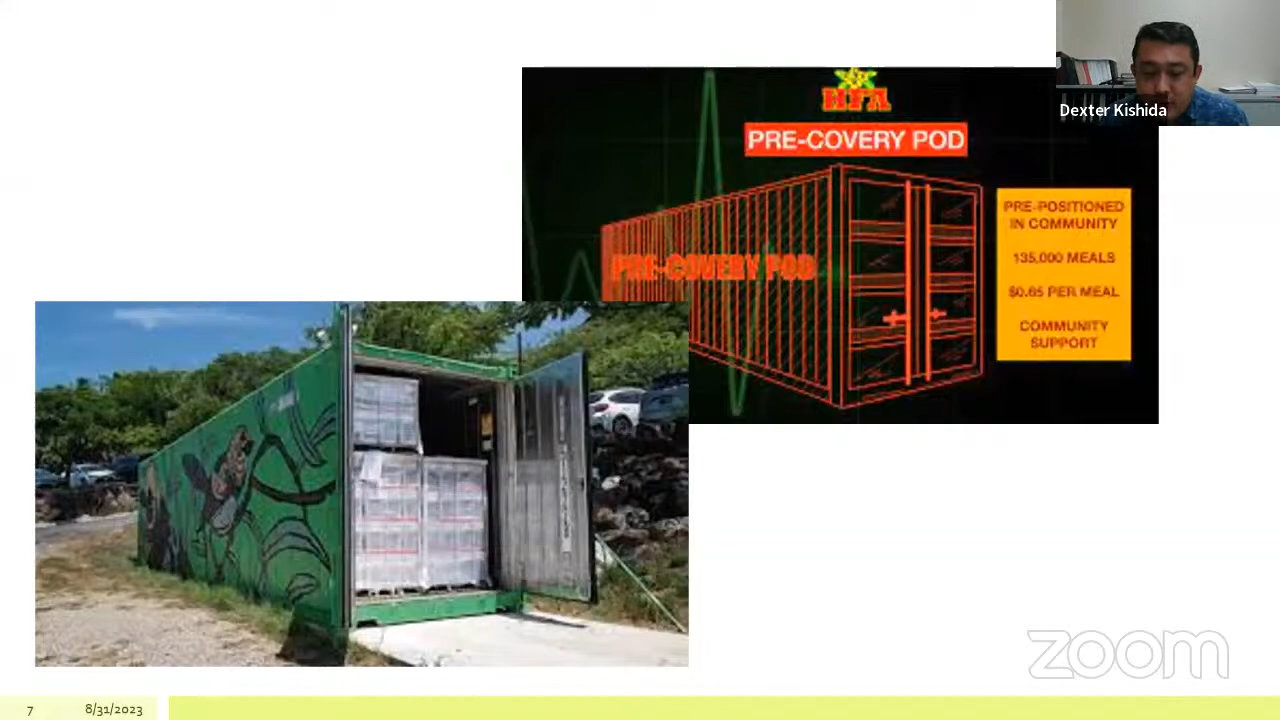 Dexter Kishida
HFA
PRE-COVERY POD
PRE-COVERY POD
PRE-POSITIONED
IN COMMUNITY
135,000 MEALS
$0.65 PER MEAL
COMMUNITY
SUPPORT
zoom
7
8/31/2023